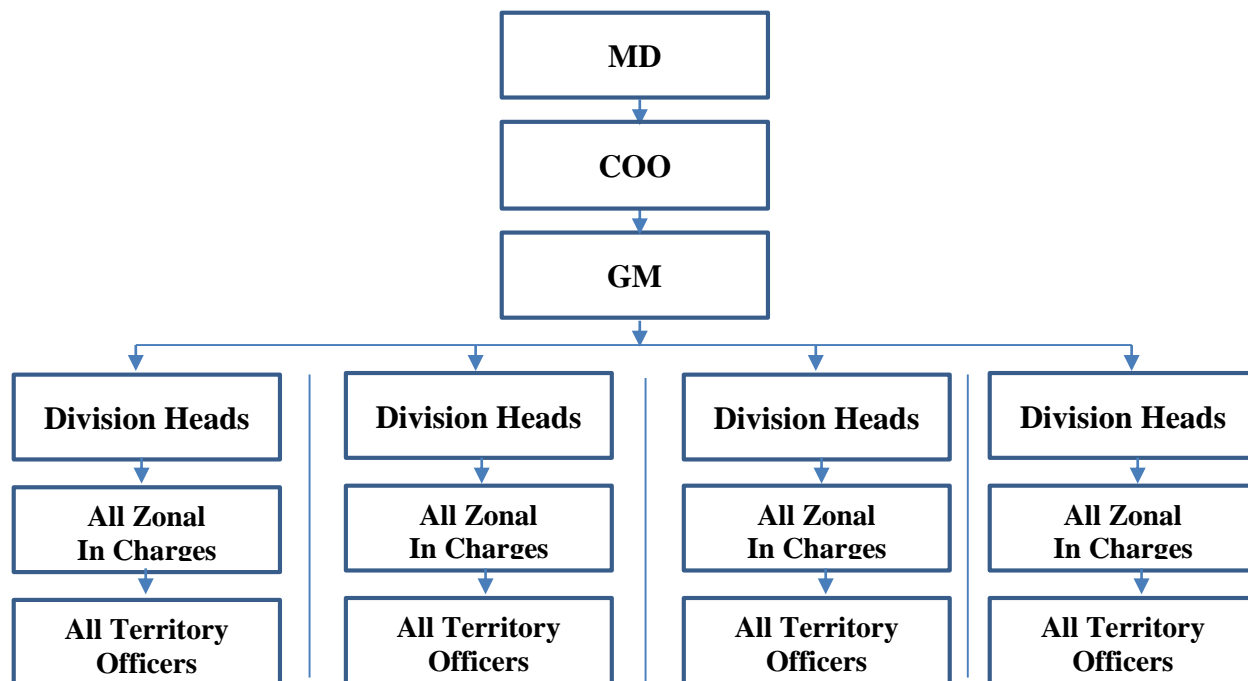 MD
COO
GM
Division Heads
Division Heads
Division Heads
Division Heads
All Zonal
In Charges
All Zonal
In Charges
All Zonal
In Charges
All Zonal
In Charges
All Territory
Officers
All Territory
Officers
All Territory
Officers
All Territory
Officers